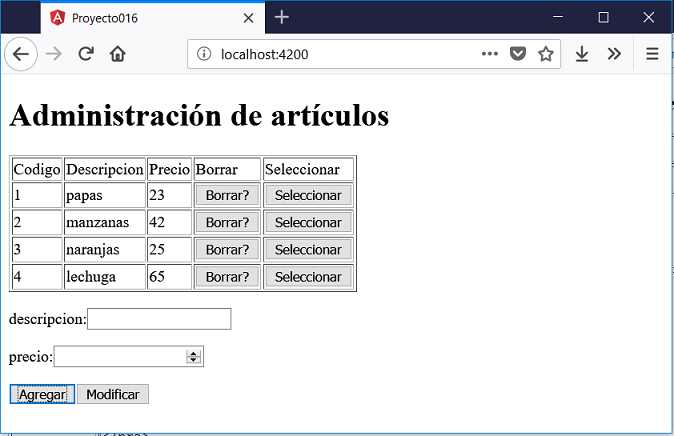 Proyecto016
localhost:4200
Administración de artículos
Codigo Descripcion Precio Borrar Seleccionar
1 papas 23 Borrar? Seleccionar
2 manzanas 42 Borrar? Seleccionar
3 naranjas 25 Borrar? Seleccionar
4 lechuga 65 Borrar? Seleccionar
descripcion:
precio:
Agregar Modificar